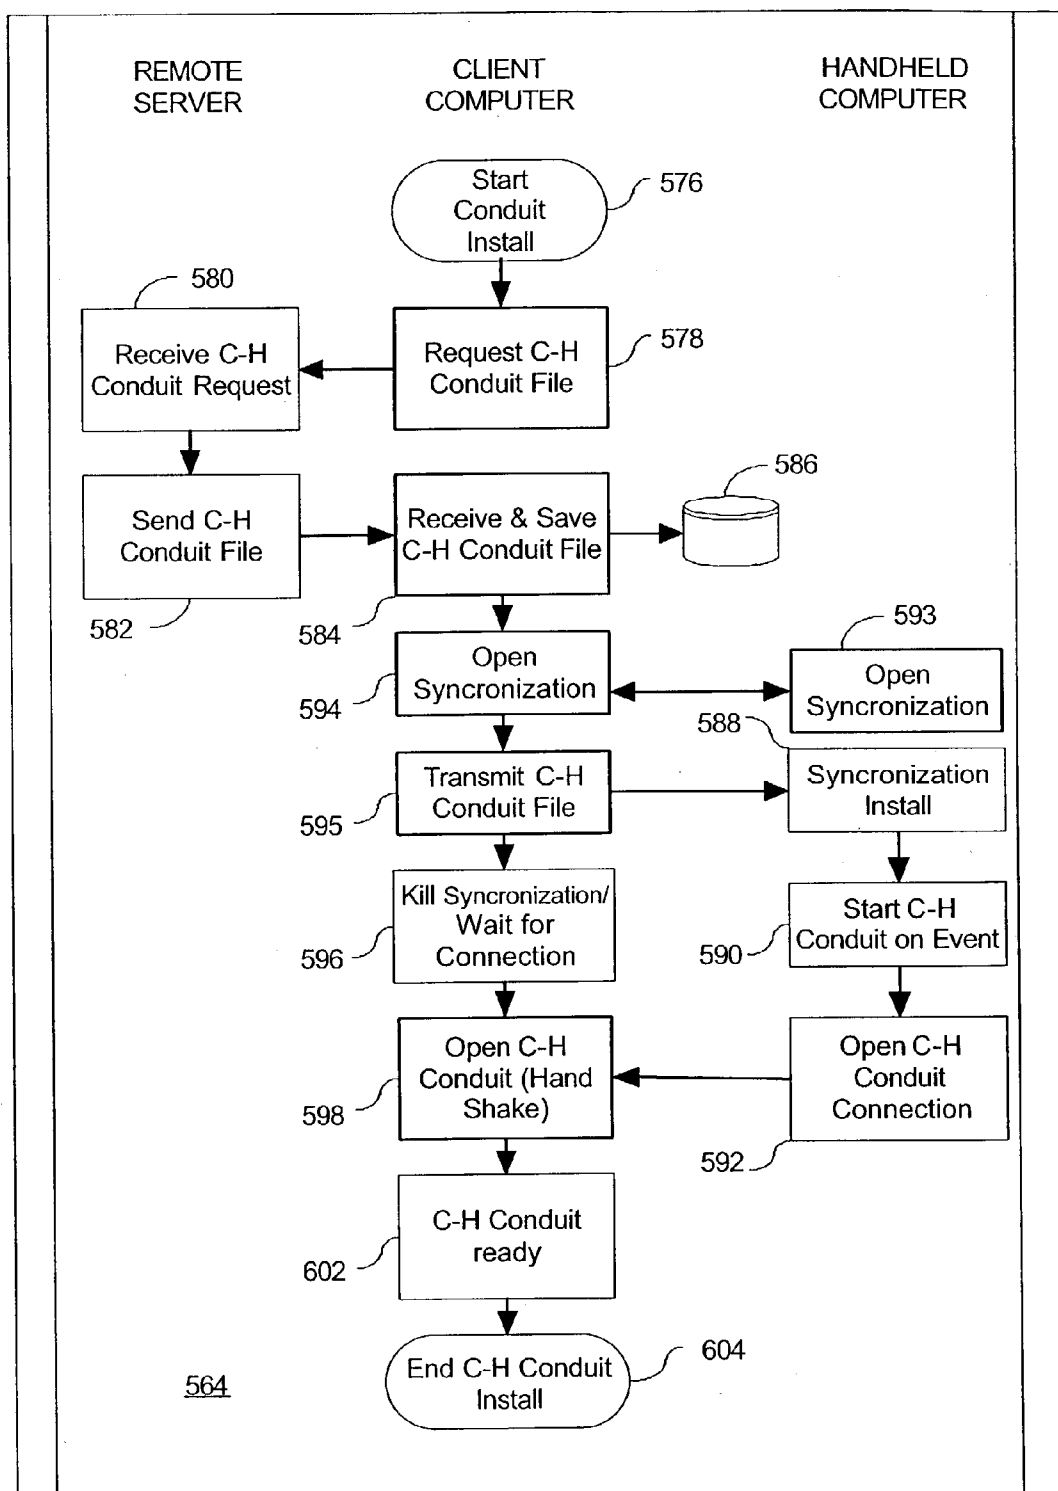 REMOTE
SERVER
CLIENT
COMPUTER
HANDHELD
COMPUTER
Start
Conduit
Install
576
580
Receive C-H
Conduit Request
Request C-H
Conduit File
578
Send C-H
Conduit File
582
Receive & Save
C-H Conduit File
584
586
Open
Syncronization
594
593
Open
Syncronization
588
Transmit C-H
Conduit File
595
Syncronization
Install
Kill Syncronization/
Wait for
Connection
596
Start C-H
Conduit on Event
590
Open C-H
Conduit (Hand
Shake)
598
Open C-H
Conduit
Connection
592
C-H Conduit
ready
602
End C-H Conduit
Install
604
564